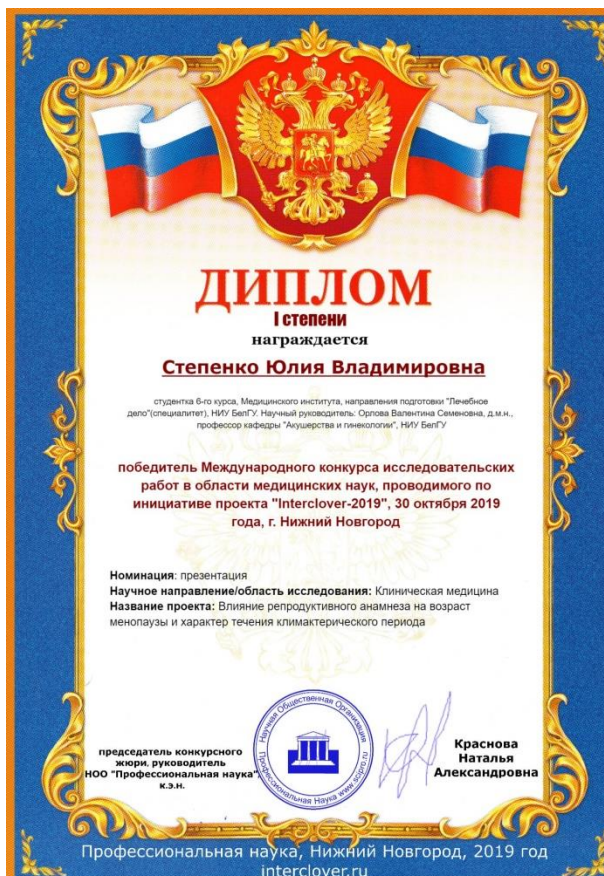 ДИПЛОМ
I степени
награждается
Степенко Юлия Владимировна
студентка 6-го курса, Медицинского института, направления подготовки "Лечебное
дело"(специалитет), НИУ БелГУ. Научный руководитель: Орлова Валентина Семеновна, д.м.н.,
профессор кафедры "Акушерства и гинекологии", НИУ БелГУ
победитель Международного конкурса исследовательских
работ в области медицинских наук, проводимого по
инициативе проекта "Interclover-2019", 30 октября 2019
года, г. Нижний Новгород
Номинация: презентация
Научное направление/область исследования: Клиническая медицина
Название проекта: Влияние репродуктивного анамнеза на возраст
менопаузы и характер течения климактерического периода
председатель конкурсного
жюри, руководитель
НОО "Профессиональная наука",
к.э.н.
Научная Общественная Организация
Профессиональная Наука www.scipro.ru
Краснова
Наталья
Александровна
Профессиональная наука, Нижний Новгород, 2019 год
interclover.ru